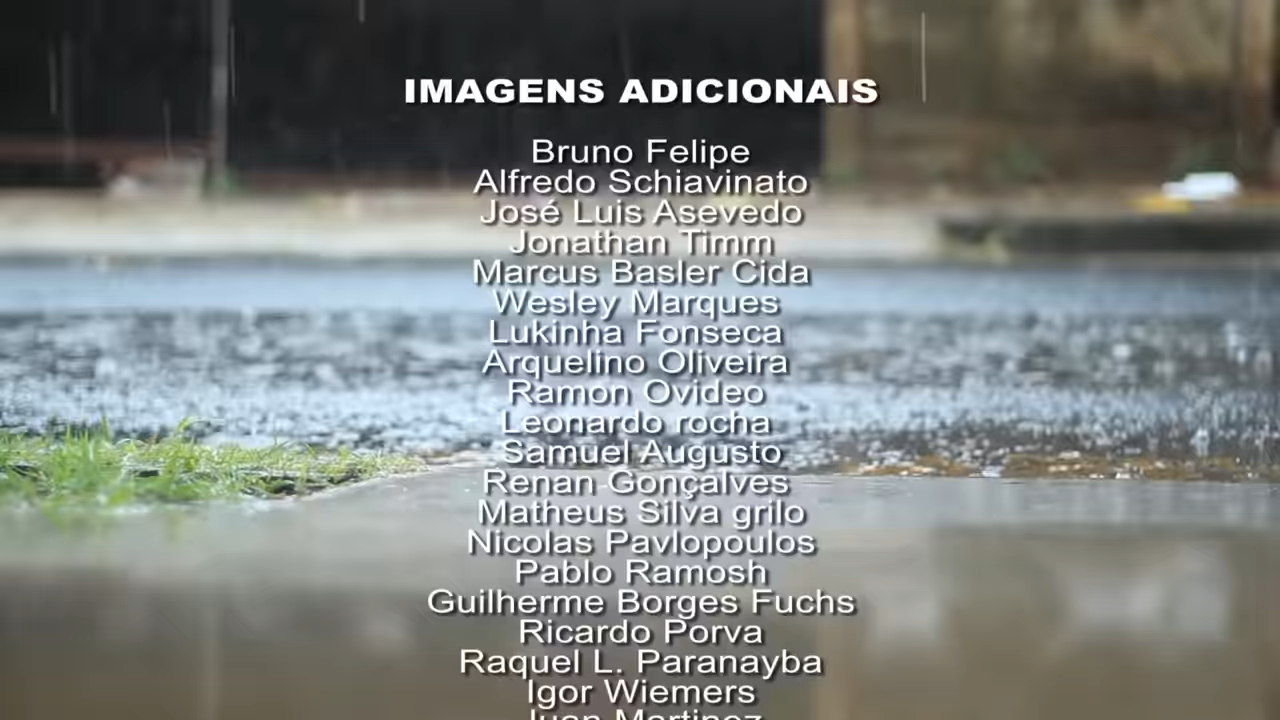 IMAGENS ADICIONAIS
Bruno Felipe
Alfredo Schiavinato
José Luis Asevedo
Jonathan Timm
Marcus Basler Cida
Wesley Marques
Lukinha Fonseca
Arquelino Oliveira
Ramon Ovideo
Leonardo rocha
Samuel Augusto
Renan Gonçalves
Matheus Silva grilo
Nicolas Pavlopoulos
Pablo Ramosh
Guilherme Borges Fuchs
Ricardo Porva
Raquel L. Paranayba
Igor Wiemers
Juan Martinez